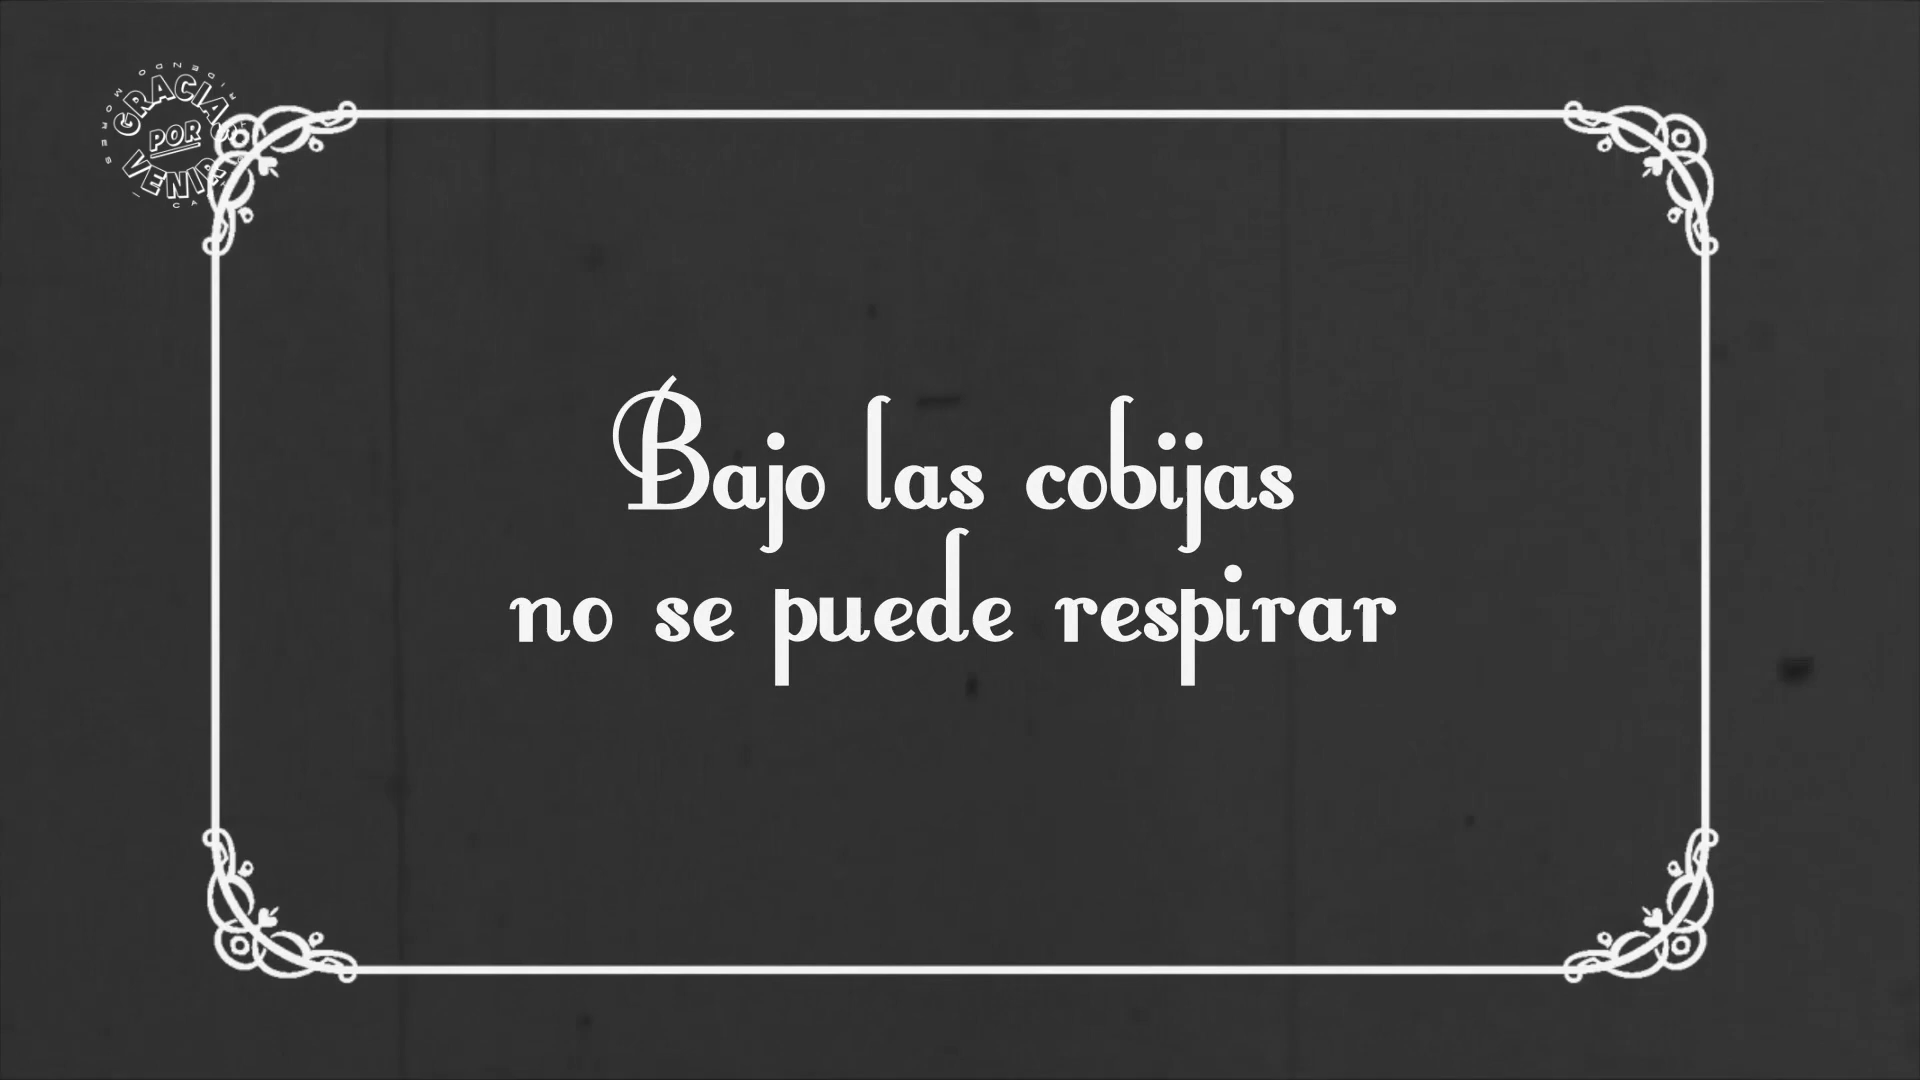 GRACIAS
POR
VENIR
Bajo las cobijas
no se puede respirar